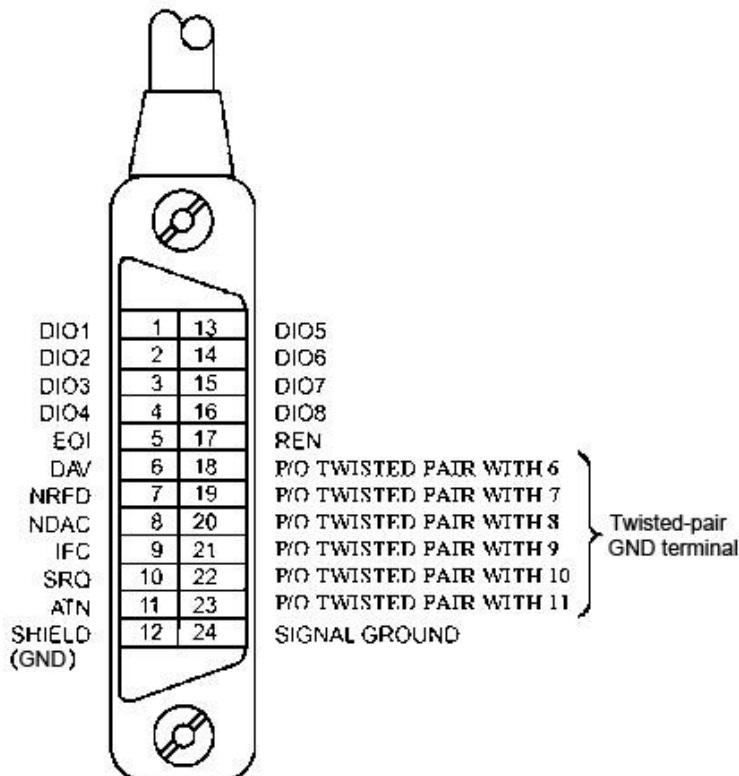 DIO1 1 13 DIO5
DIO2 2 14 DIO6
DIO3 3 15 DIO7
DIO4 4 16 DIO8
EOI 5 17 REN
DAV 6 18 P/O TWISTED PAIR WITH 6
NRFD 7 19 P/O TWISTED PAIR WITH 7
NDAC 8 20 P/O TWISTED PAIR WITH 8
IFC 9 21 P/O TWISTED PAIR WITH 9
SRQ 10 22 P/O TWISTED PAIR WITH 10
ATN 11 23 P/O TWISTED PAIR WITH 11
SHIELD 12 24 SIGNAL GROUND
(GND)
Twisted-pair
GND terminal